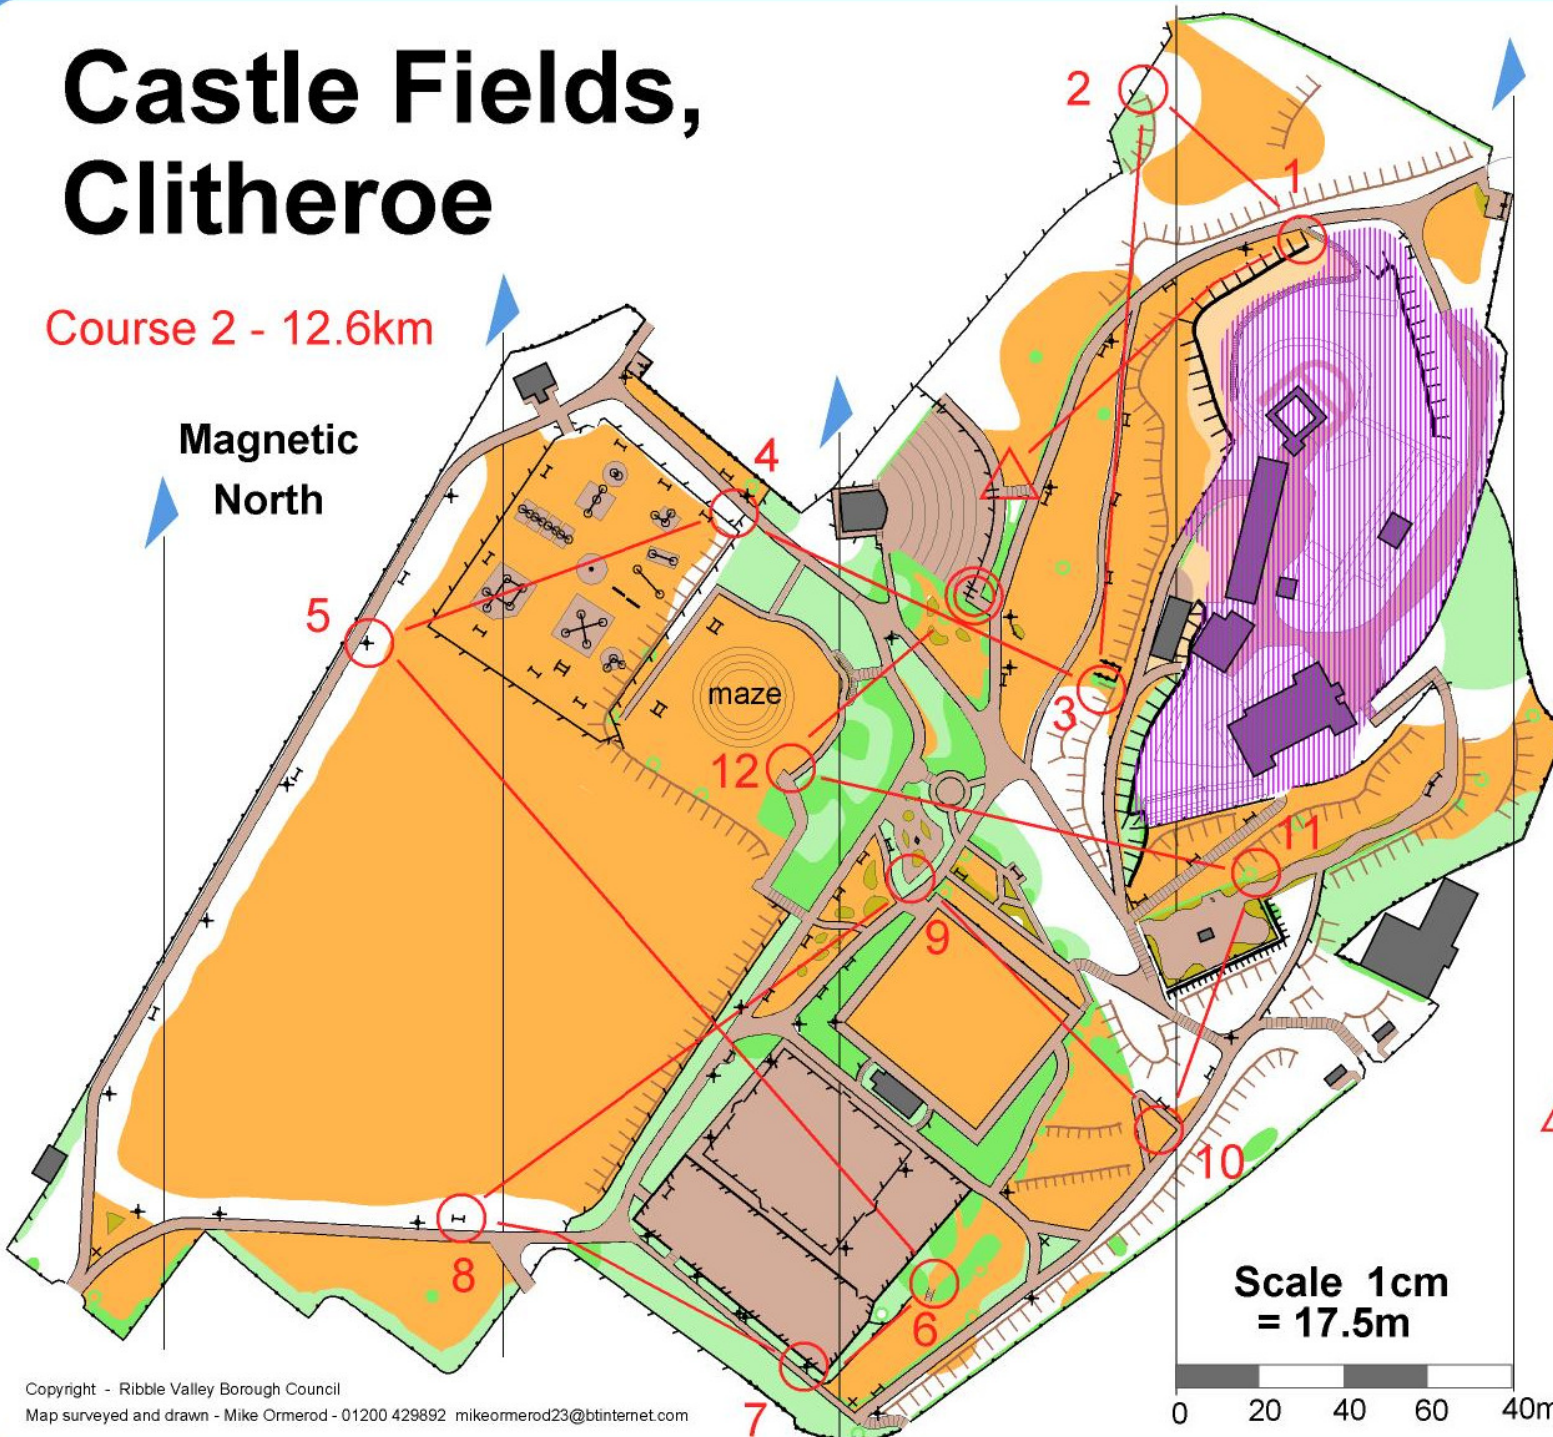 Castle Fields,
Clitheroe
Course 2 - 12.6km
Magnetic
North
2
1
4
5
3
maze
12
11
9
10
8
6
7
Scale 1cm
= 17.5m
0 20 40 60 40m
Copyright - Ribble Valley Borough Council
Map surveyed and drawn - Mike Ormerod - 01200 429892 mikeormerod23@btinternet.com